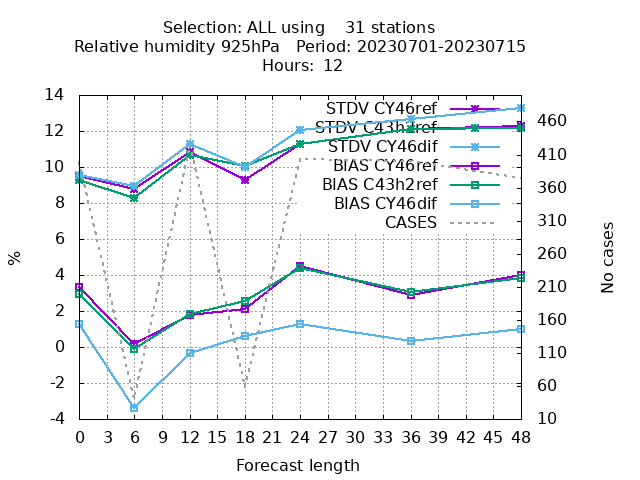 Selection: ALL using    31 stations
Relative humidity 925hPa   Period: 20230701-20230715
Hours: 12
STDV CY46ref
STDV C43h2ref
STDV CY46dif
BIAS CY46ref
BIAS C43h2ref
BIAS CY46dif
CASES
14
12
10
8
6
4
2
0
-2
-4
%
460
410
360
310
260
210
160
110
60
10
No cases
0 3 6 9 12 15 18 21 24 27 30 33 36 39 42 45 48
Forecast length